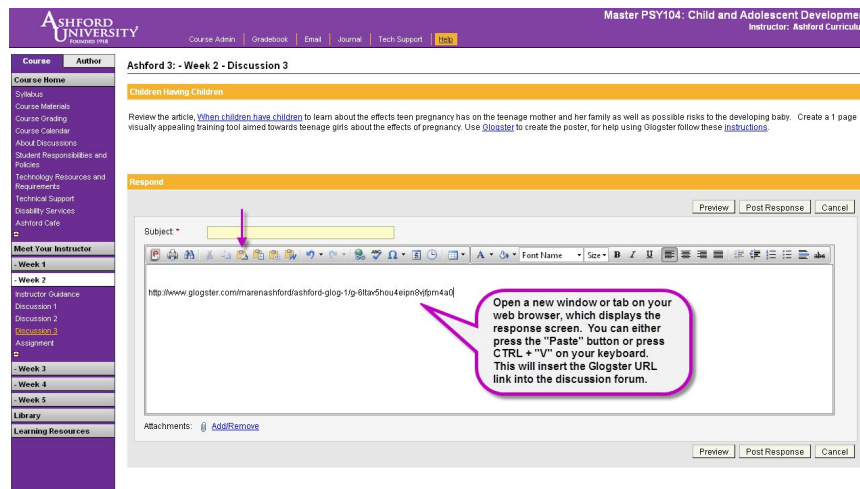 ASHFORD
UNIVERSITY
FOUNDED 1918
Course Admin Gradebook Email Journal Tech Support Help
Master PSY104: Child and Adolescent Developme
Instructor: Ashford Curriculu
Course Author
Course Home
Syllabus
Course Materials
Course Grading
Course Calendar
About Discussions
Student Responsibilities and
Policies
Technology Resources and
Requirements
Technical Support
Disability Services
Ashford Cafe
Meet Your Instructor
- Week 1
- Week 2
Instructor Guidance
Discussion 1
Discussion 2
Discussion 3
Assignment
- Week 3
- Week 4
- Week 5
Library
Learning Resources
Ashford 3: - Week 2 - Discussion 3
Children Having Children
Review the article, When children have children to learn about the effects teen pregnancy has on the teenage mother and her family as well as possible risks to the developing baby. Create a 1 page
visually appealing training tool aimed towards teenage girls about the effects of pregnancy. Use Glogster to create the poster, for help using Glogster follow these instructions.
Respond
Preview Post Response Cancel
Subject: *
Font Name Size B I U abc
http://www.glogster.com/marenashford/ashford-glog-1/g-6ltav5hou4eipn8vjfpm4a0
Open a new window or tab on your
web browser, which displays the
response screen. You can either
press the "Paste" button or press
CTRL + "V" on your keyboard.
This will insert the Glogster URL
link into the discussion forum.
Attachments: Add/Remove
Preview Post Response Cancel